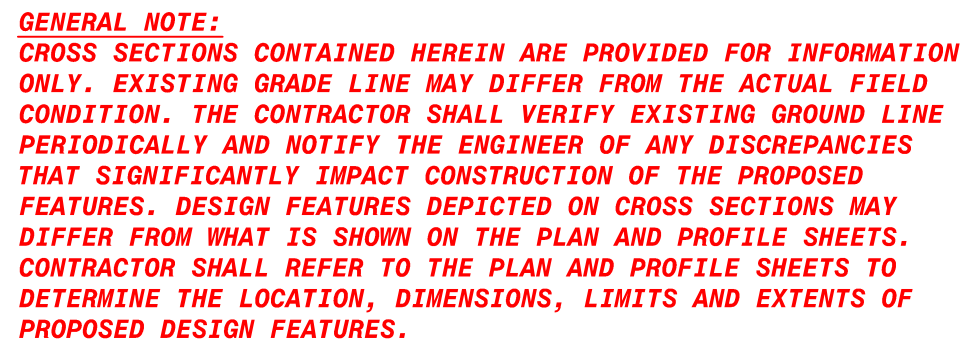 GENERAL NOTE:
CROSS SECTIONS CONTAINED HEREIN ARE PROVIDED FOR INFORMATION
ONLY. EXISTING GRADE LINE MAY DIFFER FROM THE ACTUAL FIELD
CONDITION. THE CONTRACTOR SHALL VERIFY EXISTING GROUND LINE
PERIODICALLY AND NOTIFY THE ENGINEER OF ANY DISCREPANCIES
THAT SIGNIFICANTLY IMPACT CONSTRUCTION OF THE PROPOSED
FEATURES. DESIGN FEATURES DEPICTED ON CROSS SECTIONS MAY
DIFFER FROM WHAT IS SHOWN ON THE PLAN AND PROFILE SHEETS.
CONTRACTOR SHALL REFER TO THE PLAN AND PROFILE SHEETS TO
DETERMINE THE LOCATION, DIMENSIONS, LIMITS AND EXTENTS OF
PROPOSED DESIGN FEATURES.